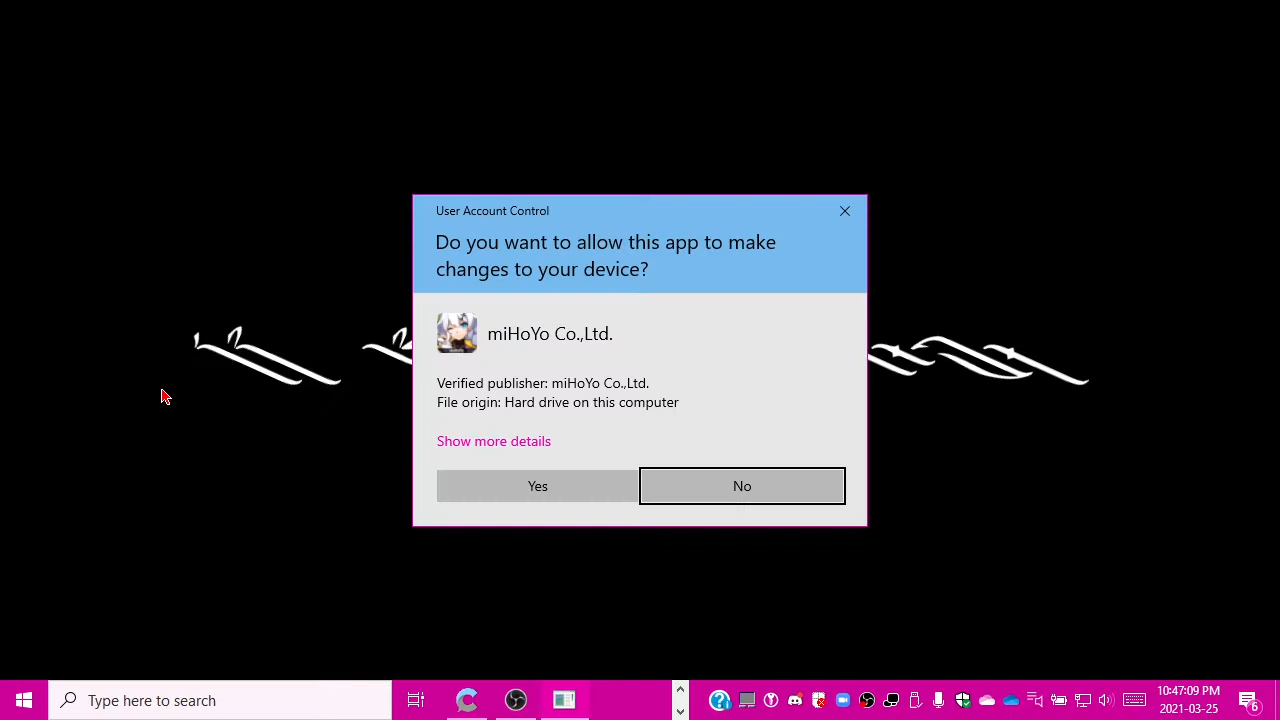 User Account Control
Do you want to allow this app to make
changes to your device?
miHoYo Co.,Ltd.
Verified publisher: miHoYo Co.,Ltd.
File origin: Hard drive on this computer
Show more details
Yes
No
Type here to search
10:47:09 PM
2021-03-25
6